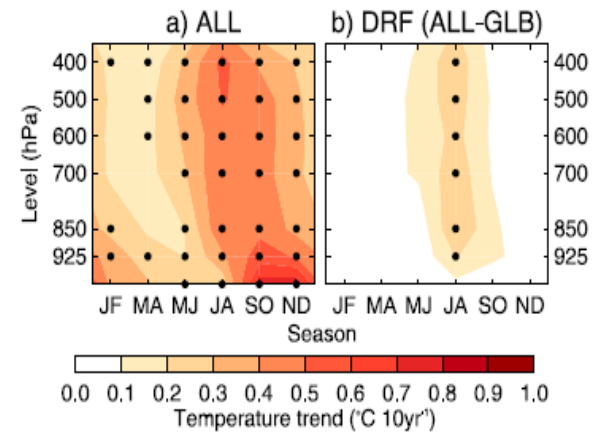 a) ALL
b) DRF (ALL-GLB)
Level (hPa)
400
500
600
700
850
925
400
500
600
700
850
925
JF MA MJ JA SO ND
JF MA MJ JA SO ND
Season
0.0 0.1 0.2 0.3 0.4 0.5 0.6 0.7 0.8 0.9 1.0
Temperature trend (°C 10yr⁻¹)